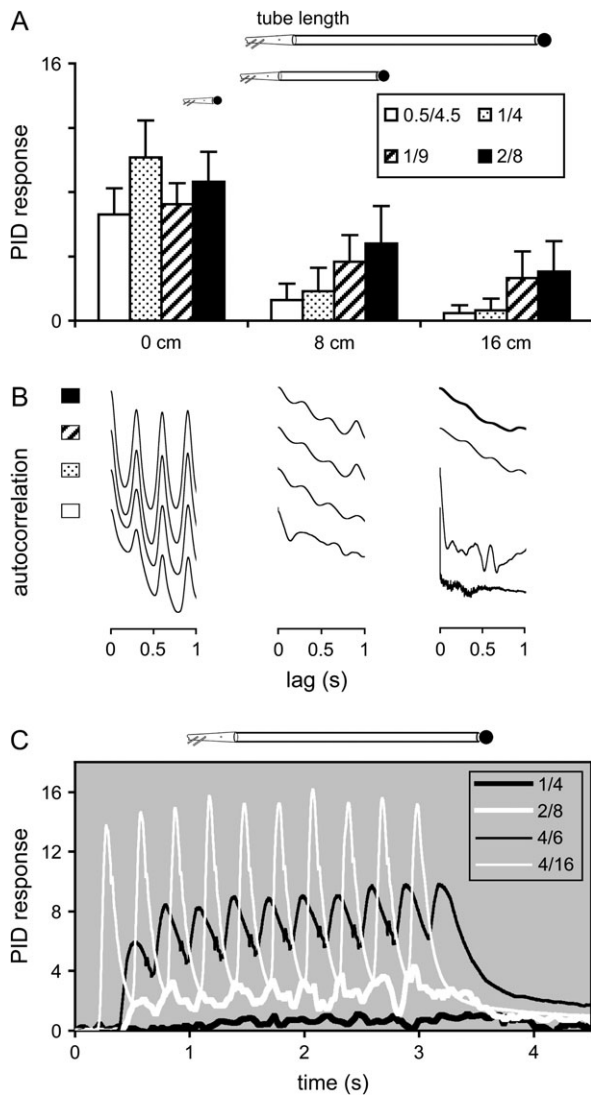 A
tube length
16
0.5/4.5
1/4
1/9
2/8
PID response
0
0 cm
8 cm
16 cm
B
autocorrelation
0 0.5 1
0 0.5 1
0 0.5 1
lag (s)
C
16
12
8
4
0
PID response
1/4
2/8
4/6
4/16
0 1 2 3 4
time (s)